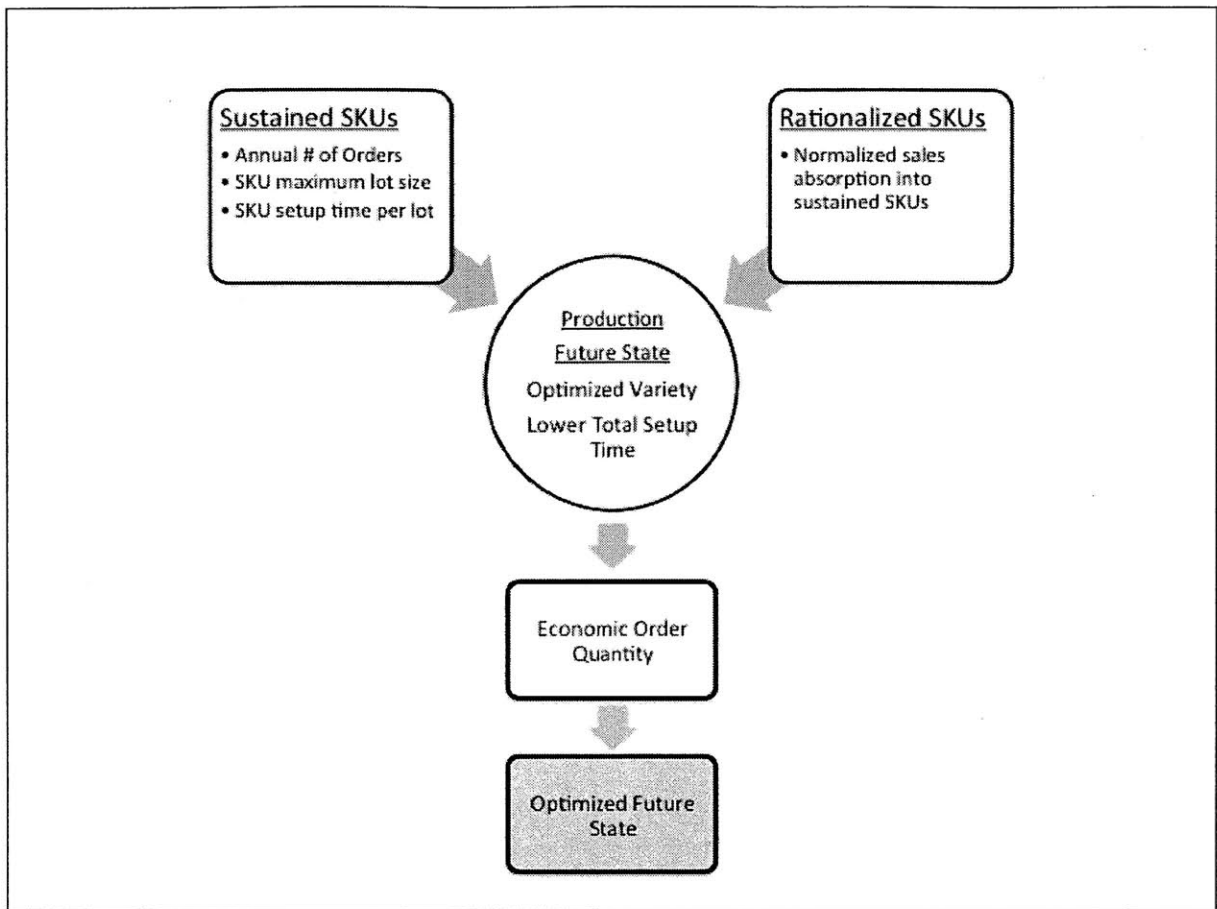 Sustained SKUs
• Annual # of Orders
• SKU maximum lot size
• SKU setup time per lot
Rationalized SKUs
• Normalized sales
absorption into
sustained SKUs
Production
Future State
Optimized Variety
Lower Total Setup
Time
Economic Order
Quantity
Optimized Future
State